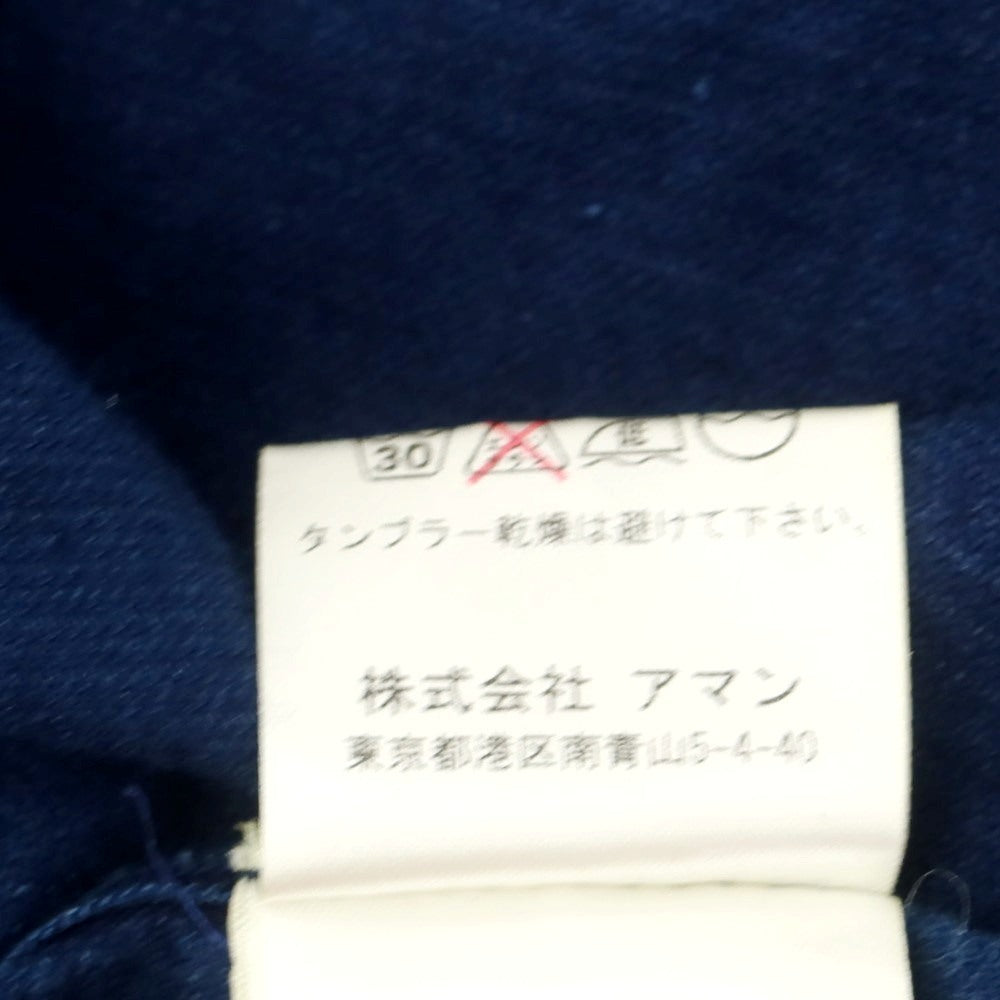 30
タンブラー乾燥は避けて下さい。
株式会社 アマン
東京都港区南青山5-4-40